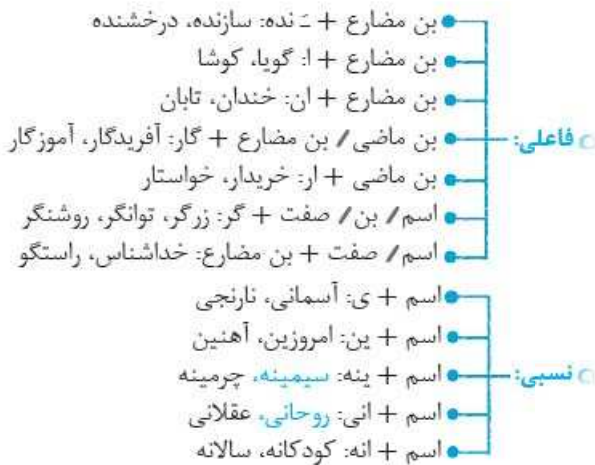 بن مضارع + ـَ نده: سازنده، درخشنده
بن مضارع + ا: گویا، کوشا
بن مضارع + ان: خندان، تابان
فاعلی: بن ماضی / بن مضارع + گار: آفریدگار، آموزگار
بن ماضی + ار: خریدار، خواستار
اسم / بن / صفت + گر: زرگر، توانگر، روشنگر
اسم / صفت + بن مضارع: خداشناس، راستگو
اسم + ی: آسمانی، نارنجی
اسم + ین: امروزین، آهنین
نسبی: اسم + ینه: سیمینه، چرمینه
اسم + انی: روحانی، عقلانی
اسم + انه: کودکانه، سالانه